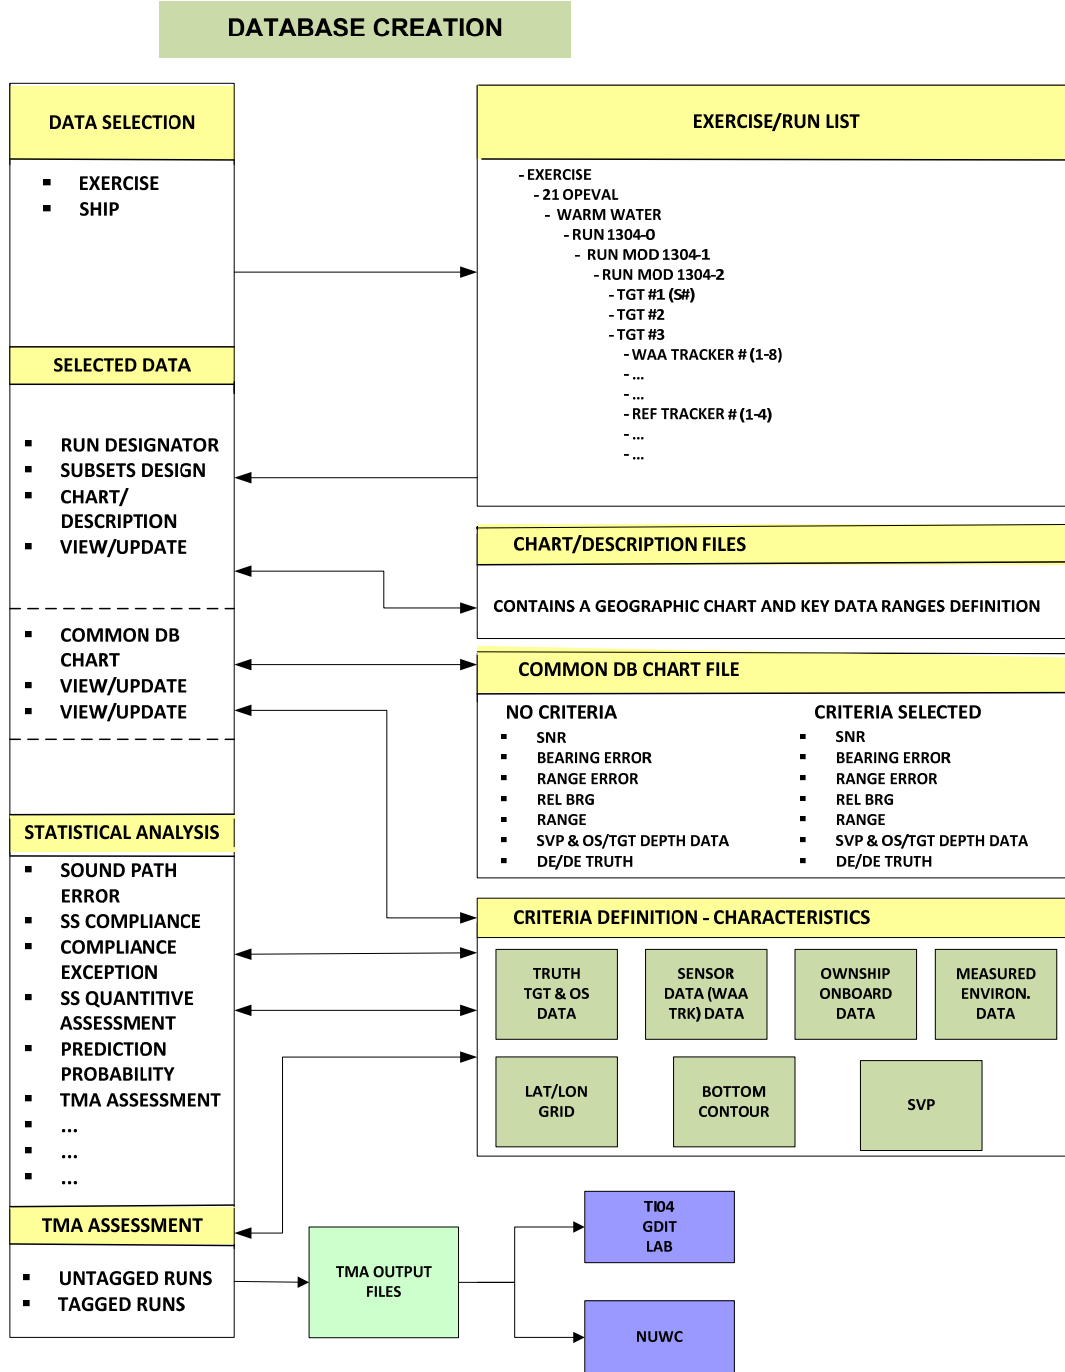 DATABASE CREATION
DATA SELECTION
▪ EXERCISE
▪ SHIP
SELECTED DATA
▪ RUN DESIGNATOR
▪ SUBSETS DESIGN
▪ CHART/
DESCRIPTION
▪ VIEW/UPDATE
▪ COMMON DB
CHART
▪ VIEW/UPDATE
▪ VIEW/UPDATE
STATISTICAL ANALYSIS
▪ SOUND PATH
ERROR
▪ SS COMPLIANCE
▪ COMPLIANCE
EXCEPTION
▪ SS QUANTITIVE
ASSESSMENT
▪ PREDICTION
PROBABILITY
▪ TMA ASSESSMENT
▪ ...
▪ ...
▪ ...
TMA ASSESSMENT
▪ UNTAGGED RUNS
▪ TAGGED RUNS
EXERCISE/RUN LIST
- EXERCISE
- 21 OPEVAL
- WARM WATER
- RUN 1304-0
- RUN MOD 1304-1
- RUN MOD 1304-2
- TGT #1 (S#)
- TGT #2
- TGT #3
- WAA TRACKER # (1-8)
- ...
- ...
- REF TRACKER # (1-4)
- ...
- ...
CHART/DESCRIPTION FILES
CONTAINS A GEOGRAPHIC CHART AND KEY DATA RANGES DEFINITION
COMMON DB CHART FILE
NO CRITERIA
▪ SNR
▪ BEARING ERROR
▪ RANGE ERROR
▪ REL BRG
▪ RANGE
▪ SVP & OS/TGT DEPTH DATA
▪ DE/DE TRUTH
CRITERIA SELECTED
▪ SNR
▪ BEARING ERROR
▪ RANGE ERROR
▪ REL BRG
▪ RANGE
▪ SVP & OS/TGT DEPTH DATA
▪ DE/DE TRUTH
CRITERIA DEFINITION - CHARACTERISTICS
TRUTH
TGT & OS
DATA
SENSOR
DATA (WAA
TRK) DATA
OWNSHIP
ONBOARD
DATA
MEASURED
ENVIRON.
DATA
LAT/LON
GRID
BOTTOM
CONTOUR
SVP
TMA OUTPUT
FILES
TI04
GDIT
LAB
NUWC